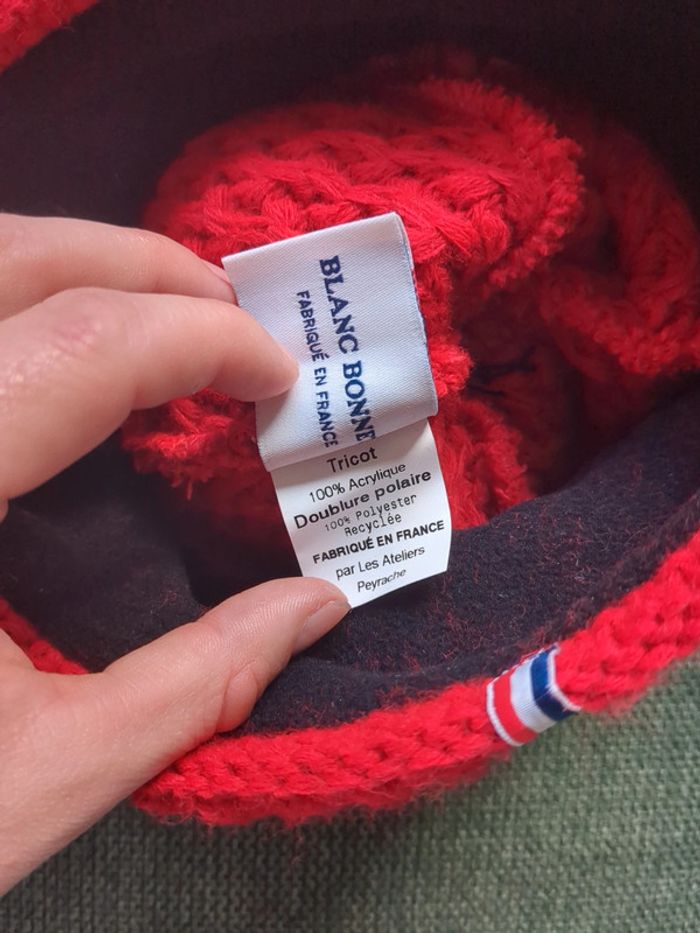 BLANC BONNE
FABRIQUÉ EN FRANCE
Tricot
100% Acrylique
Doublure polaire
100% Polyester
Recyclée
FABRIQUÉ EN FRANCE
par Les Ateliers
Peyrache